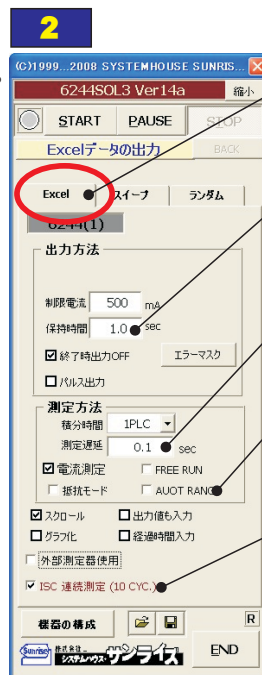 2
(C)1999...2008 SYSTEMHOUSE SUNRIS...
6244SOL3 Ver14a 縮小
START PAUSE STOP
Excelデータの出力 BACK
Excel スイープ ランダム
6244(1)
出力方法
制限電流 500 mA
保持時間 1.0 sec
終了時出力OFF エラーマスク
パルス出力
測定方法
積分時間 1PLC
測定遅延 0.1 sec
電流測定 FREE RUN
抵抗モード AUOT RANG
スクロール 出力値も入力
グラフ化 経過時間入力
外部測定器使用
ISC 連続測定 (10 CYC.)
機器の構成 R
Sunrise 株式会社 システムハウス・サンライズ END